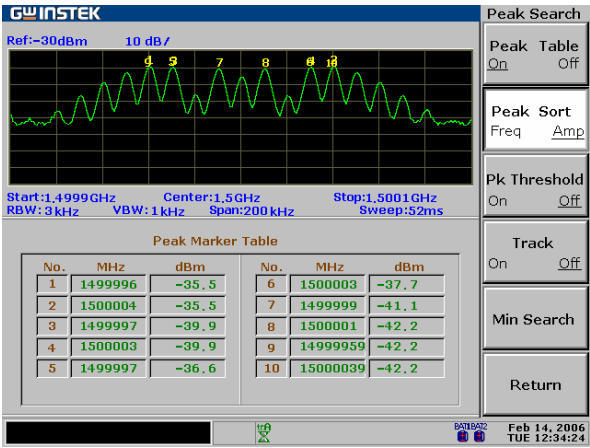 GWINSTEK
Peak Search
Ref:-30dBm 10 dB/
7 8
Start:1.4999GHz Center:1.5GHz Stop:1.5001GHz
RBW:3kHz VBW:1kHz Span:200kHz Sweep:52ms
Peak Marker Table
No. MHz dBm No. MHz dBm
1 1499996 -35.5 6 1500003 -37.7
2 1500004 -35.5 7 1499999 -41.1
3 1499997 -39.9 8 1500001 -42.2
4 1500003 -39.9 9 14999959 -42.2
5 1499997 -36.6 10 15000039 -42.2
Peak Table
On Off
Peak Sort
Freq Amp
Pk Threshold
On Off
Track
On Off
Min Search
Return
trA
BAT1BAT2
Feb 14, 2006
TUE 12:34:24